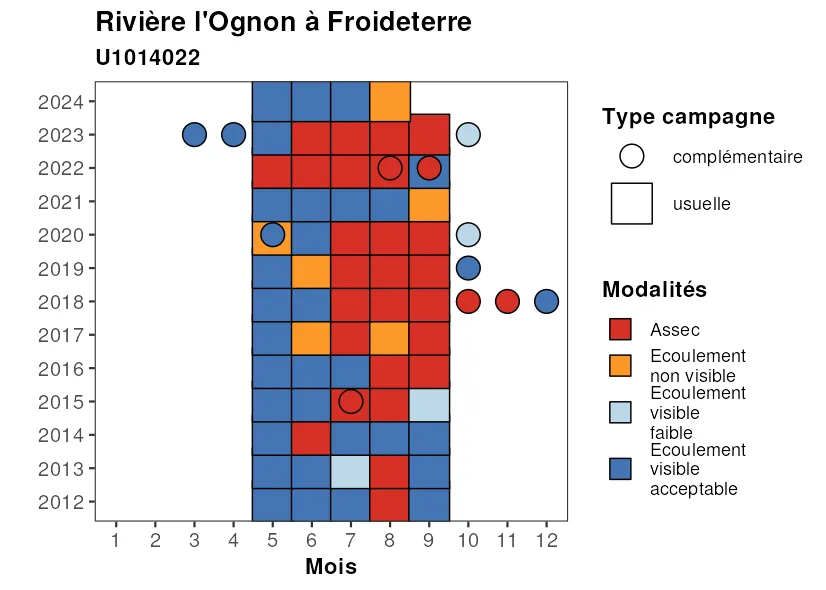 Rivière l'Ognon à Froideterre
U1014022
2024
2023
2022
2021
2020
2019
2018
2017
2016
2015
2014
2013
2012
1 2 3 4 5 6 7 8 9 10 11 12
Mois
Type campagne
complémentaire
usuelle
Modalités
Assec
Ecoulement
non visible
Ecoulement
visible
faible
Ecoulement
visible
acceptable